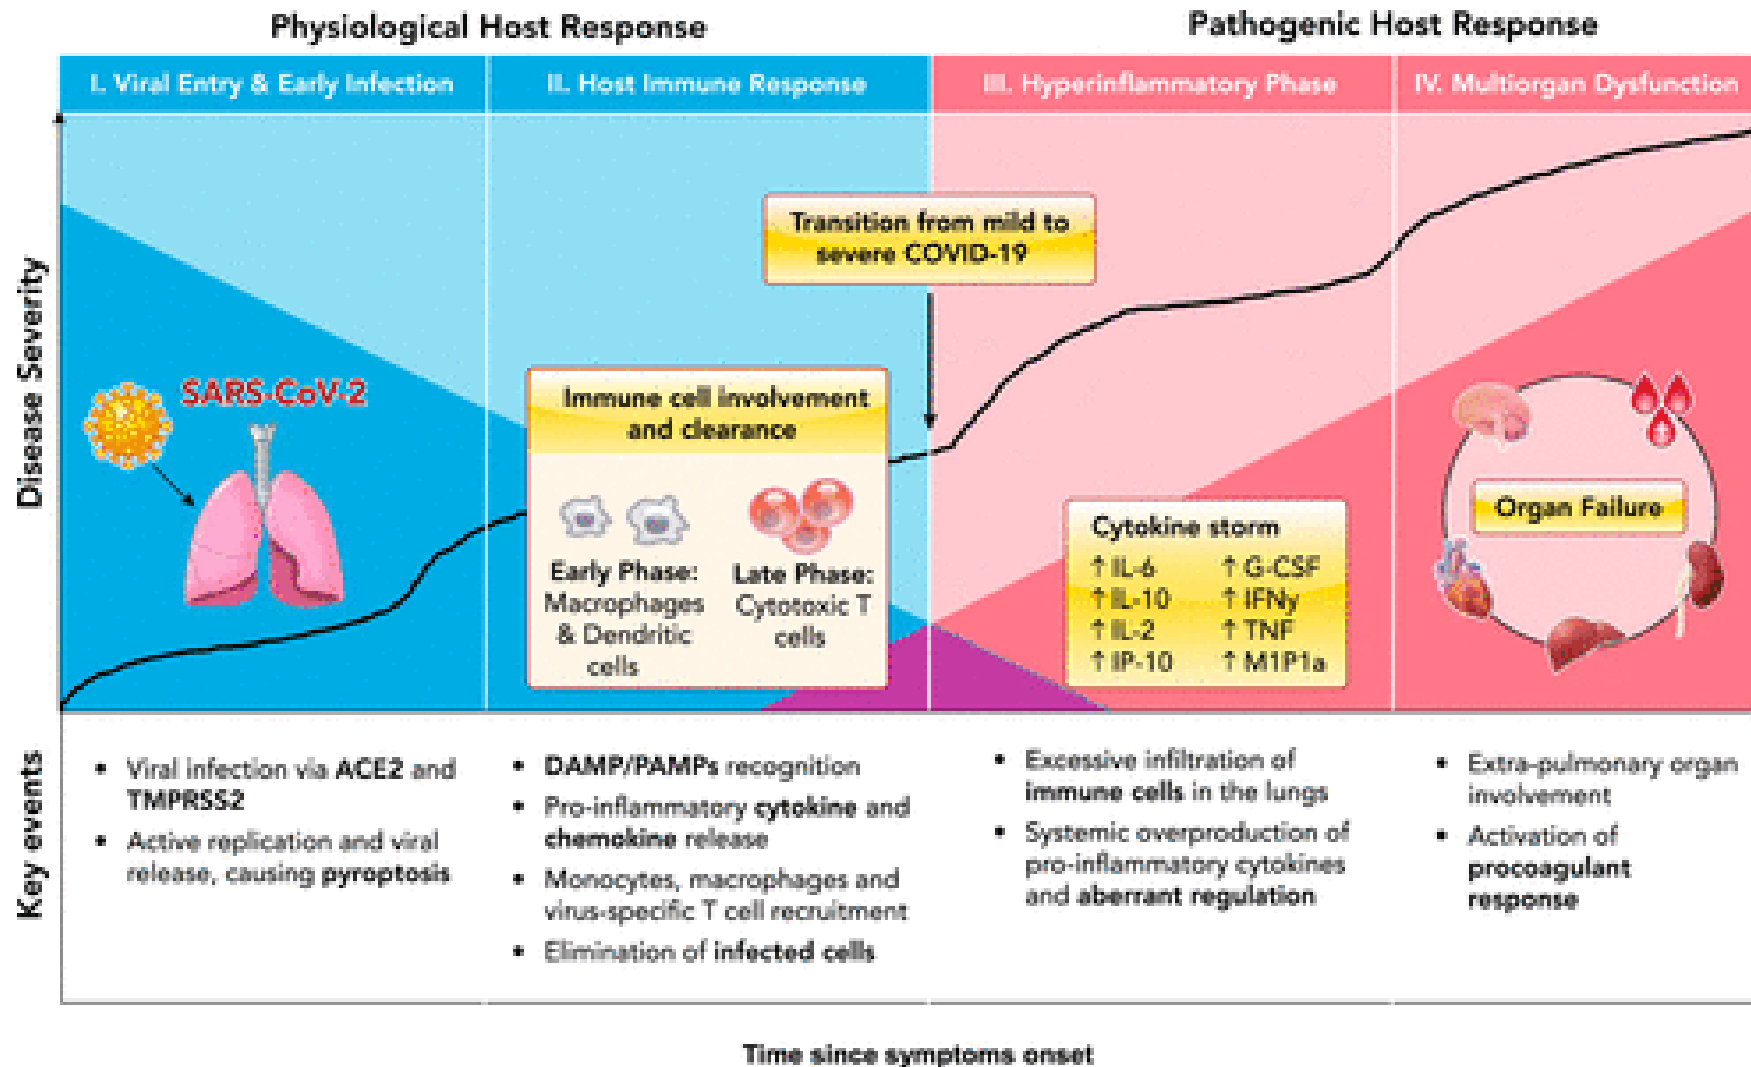 Physiological Host Response
Pathogenic Host Response
I. Viral Entry & Early Infection
II. Host Immune Response
III. Hyperinflammatory Phase
IV. Multiorgan Dysfunction
Disease Severity
Transition from mild to
severe COVID-19
SARS-CoV-2
Immune cell involvement
and clearance
Early Phase:
Macrophages
& Dendritic
cells
Late Phase:
Cytotoxic T
cells
Cytokine storm
↑ IL-6
↑ IL-10
↑ IL-2
↑ IP-10
↑ G-CSF
↑ IFNy
↑ TNF
↑ M1P1a
Organ Failure
Key events
• Viral infection via ACE2 and
TMPRSS2
• Active replication and viral
release, causing pyroptosis
• DAMP/PAMPs recognition
• Pro-inflammatory cytokine and
chemokine release
• Monocytes, macrophages and
virus-specific T cell recruitment
• Elimination of infected cells
• Excessive infiltration of
immune cells in the lungs
• Systemic overproduction of
pro-inflammatory cytokines
and aberrant regulation
• Extra-pulmonary organ
involvement
• Activation of
procoagulant
response
Time since symptoms onset